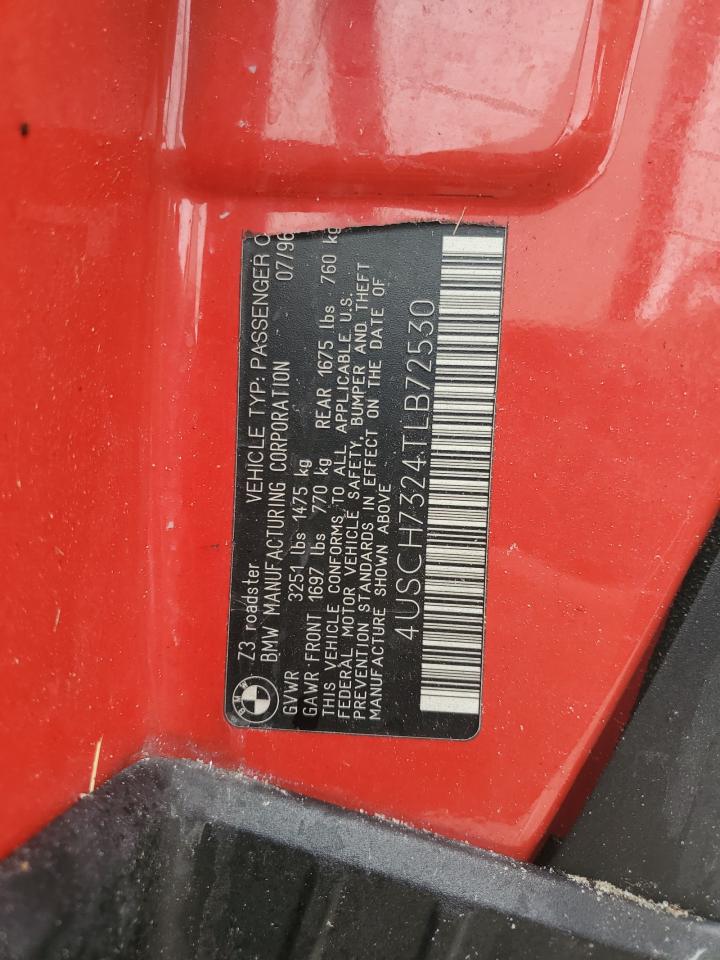 Z3 roadster VEHICLE TYP: PASSENGER
BMW MANUFACTURING CORPORATION 07/96
GVWR 3251 lbs 1475 kg
GAWR FRONT 1697 lbs 770 kg REAR 1675 lbs 760 kg
THIS VEHICLE CONFORMS TO ALL APPLICABLE U.S.
FEDERAL MOTOR VEHICLE SAFETY, BUMPER AND THEFT
PREVENTION STANDARDS IN EFFECT ON THE DATE OF
MANUFACTURE SHOWN ABOVE
4USCH7324TLB72530
BMW